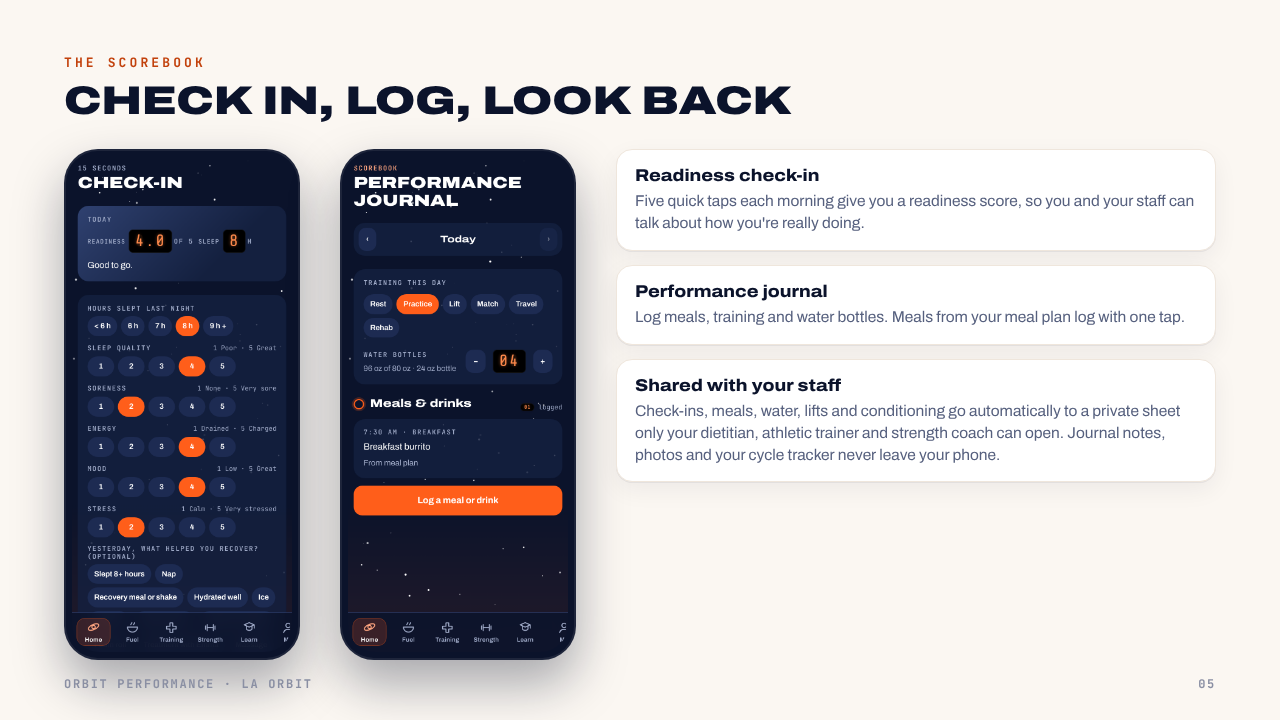 THE SCOREBOOK
CHECK IN, LOG, LOOK BACK
15 SECONDS
CHECK-IN
TODAY
READINESS 4.0 OF 5 SLEEP 8 H
Good to go.
HOURS SLEPT LAST NIGHT
< 6 h 6 h 7 h 8 h 9 h +
SLEEP QUALITY 1 Poor · 5 Great
1 2 3 4 5
SORENESS 1 None · 5 Very sore
1 2 3 4 5
ENERGY 1 Drained · 5 Charged
1 2 3 4 5
MOOD 1 Low · 5 Great
1 2 3 4 5
STRESS 1 Calm · 5 Very stressed
1 2 3 4 5
YESTERDAY, WHAT HELPED YOU RECOVER?
(OPTIONAL)
Slept 8+ hours Nap
Recovery meal or shake Hydrated well Ice
Home Fuel Training Strength Learn
SCOREBOOK
PERFORMANCE
JOURNAL
‹ Today ›
TRAINING THIS DAY
Rest Practice Lift Match Travel
Rehab
WATER BOTTLES
96 oz of 80 oz · 24 oz bottle
− 04 +
Meals & drinks 01 logged
7:30 AM · BREAKFAST
Breakfast burrito
From meal plan
Log a meal or drink
Home Fuel Training Strength Learn
Readiness check-in
Five quick taps each morning give you a readiness score, so you and your staff can
talk about how you're really doing.
Performance journal
Log meals, training and water bottles. Meals from your meal plan log with one tap.
Shared with your staff
Check-ins, meals, water, lifts and conditioning go automatically to a private sheet
only your dietitian, athletic trainer and strength coach can open. Journal notes,
photos and your cycle tracker never leave your phone.
ORBIT PERFORMANCE · LA ORBIT
05